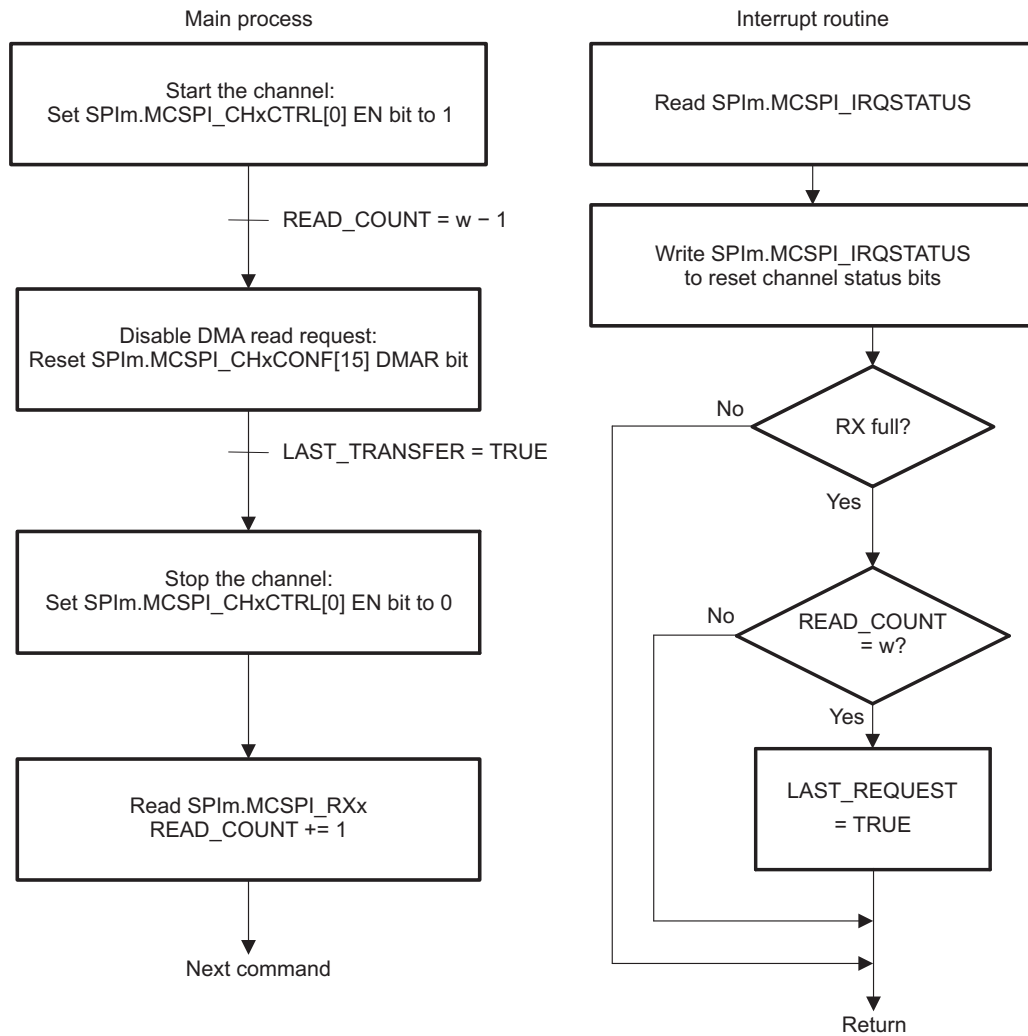 Main process
Start the channel:
Set SPIm.MCSPI_CHxCTRL[0] EN bit to 1
READ_COUNT = w − 1
Disable DMA read request:
Reset SPIm.MCSPI_CHxCONF[15] DMAR bit
LAST_TRANSFER = TRUE
Stop the channel:
Set SPIm.MCSPI_CHxCTRL[0] EN bit to 0
Read SPIm.MCSPI_RXx
READ_COUNT += 1
Next command
Interrupt routine
Read SPIm.MCSPI_IRQSTATUS
Write SPIm.MCSPI_IRQSTATUS
to reset channel status bits
RX full?
No
Yes
READ_COUNT
= w?
No
Yes
LAST_REQUEST
= TRUE
Return